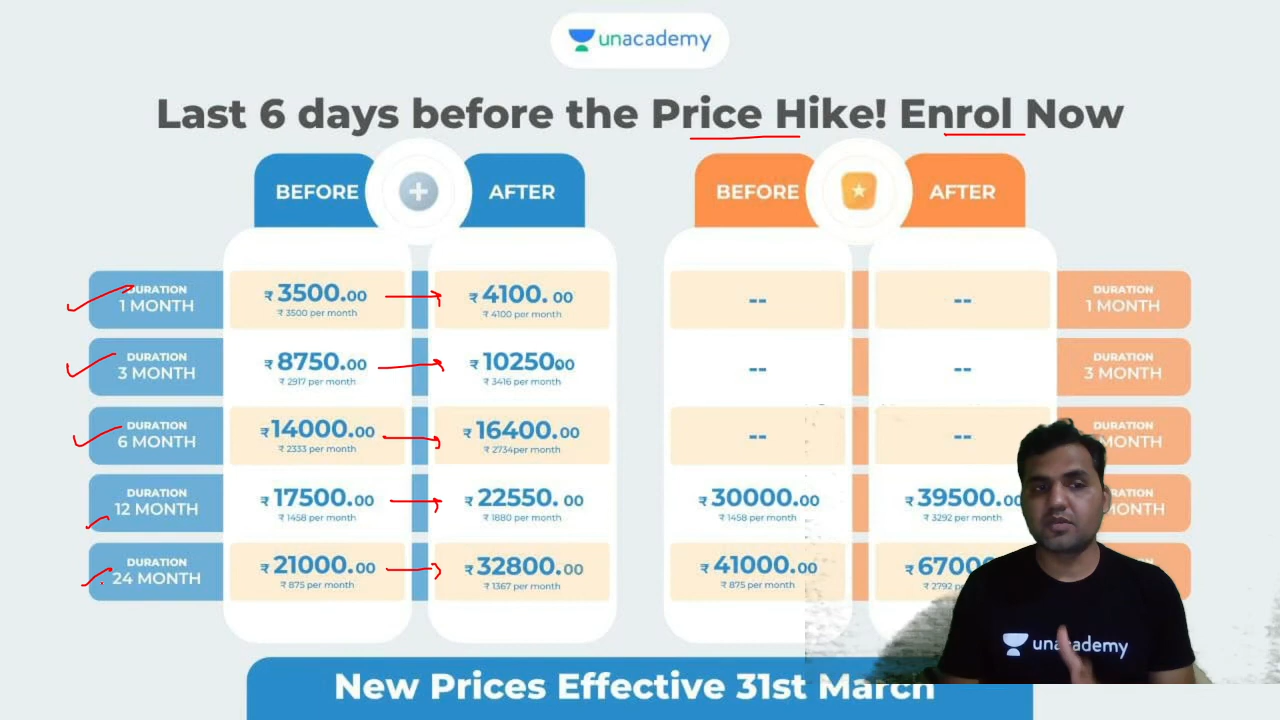 unacademy
Last 6 days before the Price Hike! Enrol Now
BEFORE AFTER BEFORE AFTER
DURATION
1 MONTH
₹ 3500.00
₹ 3500 per month
₹ 4100. 00
₹ 4100 per month
--
--
DURATION
1 MONTH
DURATION
3 MONTH
₹ 8750.00
₹ 2917 per month
₹ 10250.00
₹ 3416 per month
--
--
DURATION
3 MONTH
DURATION
6 MONTH
₹ 14000.00
₹ 2333 per month
₹ 16400.00
₹ 2734per month
--
--
DURATION
MONTH
DURATION
12 MONTH
₹ 17500.00
₹ 1458 per month
₹ 22550. 00
₹ 1880 per month
₹ 30000.00
₹ 1458 per month
₹ 39500.00
₹ 3292 per month
MONTH
DURATION
24 MONTH
₹ 21000.00
₹ 875 per month
₹ 32800.00
₹ 1367 per month
₹ 41000.00
₹ 875 per month
₹ 67000
₹ 2792
unacademy
New Prices Effective 31st March